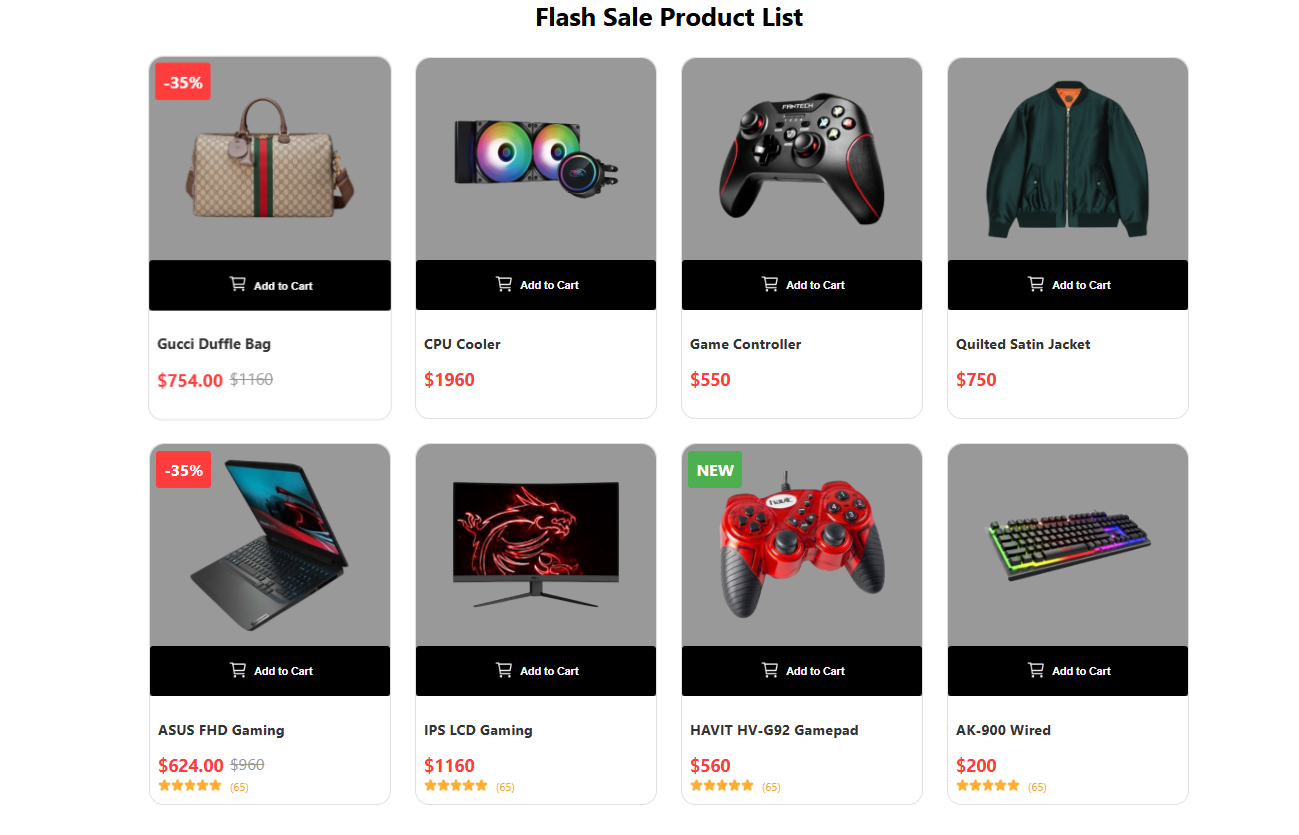 Flash Sale Product List
-35%
FANTECH
Add to Cart
Add to Cart
Add to Cart
Add to Cart
Gucci Duffle Bag
CPU Cooler
Game Controller
Quilted Satin Jacket
$754.00 $1160
$1960
$550
$750
-35%
NEW
havit
Add to Cart
Add to Cart
Add to Cart
Add to Cart
ASUS FHD Gaming
IPS LCD Gaming
HAVIT HV-G92 Gamepad
AK-900 Wired
$624.00 $960
$1160
$560
$200
(65)
(65)
(65)
(65)